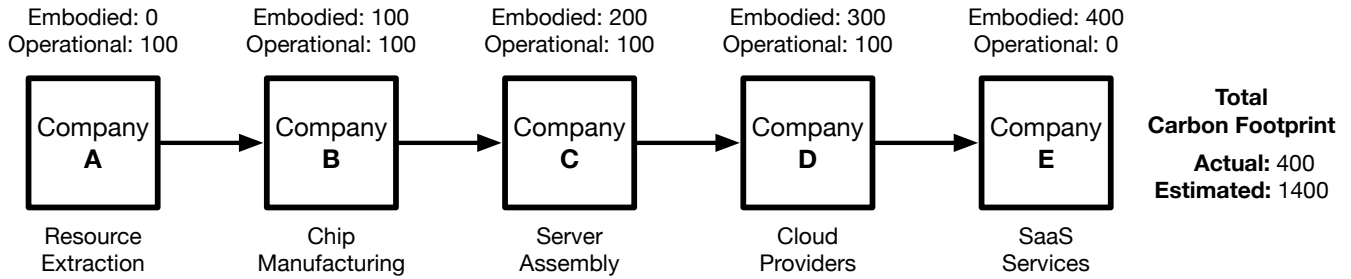 Embodied: 0
Operational: 100
Embodied: 100
Operational: 100
Embodied: 200
Operational: 100
Embodied: 300
Operational: 100
Embodied: 400
Operational: 0
Company
A
Company
B
Company
C
Company
D
Company
E
Total
Carbon Footprint
Actual: 400
Estimated: 1400
Resource
Extraction
Chip
Manufacturing
Server
Assembly
Cloud
Providers
SaaS
Services